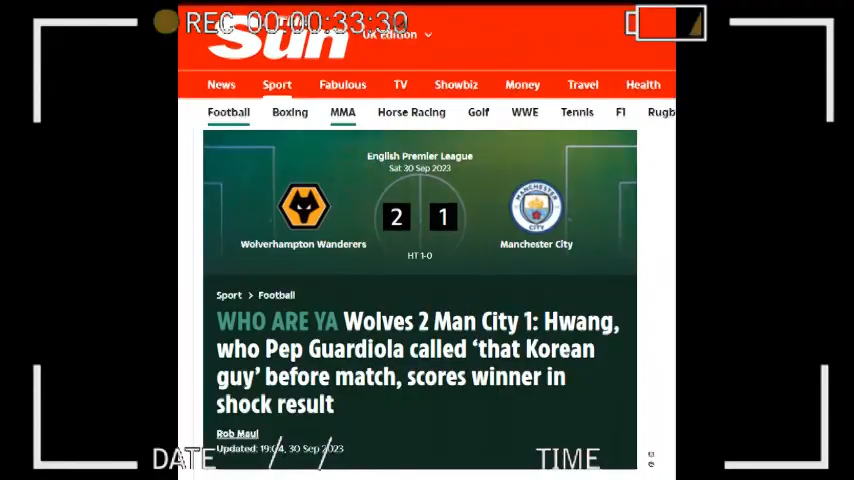 REC 00:00:33:30
Sun
UK Edition
News Sport Fabulous TV Showbiz Money Travel Health
Football Boxing MMA Horse Racing Golf WWE Tennis F1 Rugb
English Premier League
Sat 30 Sep 2023
2 1
MANCHESTER
CITY
Wolverhampton Wanderers Manchester City
HT 1-0
Sport > Football
WHO ARE YA Wolves 2 Man City 1: Hwang,
who Pep Guardiola called ‘that Korean
guy’ before match, scores winner in
shock result
Rob Maul
Updated: 19:04, 30 Sep 2023
DATE / / TIME